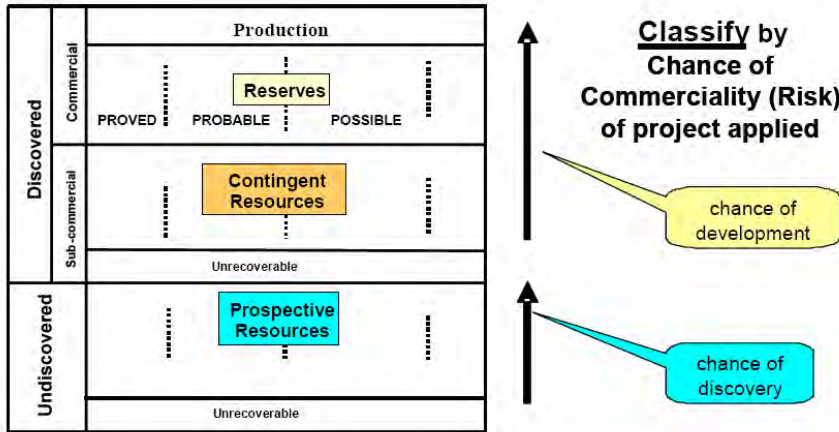 Production
Discovered
Commercial
Reserves
PROVED PROBABLE POSSIBLE
Sub-commercial
Contingent
Resources
Unrecoverable
Undiscovered
Prospective
Resources
Unrecoverable
Classify by
Chance of
Commerciality (Risk)
of project applied
chance of
development
chance of
discovery